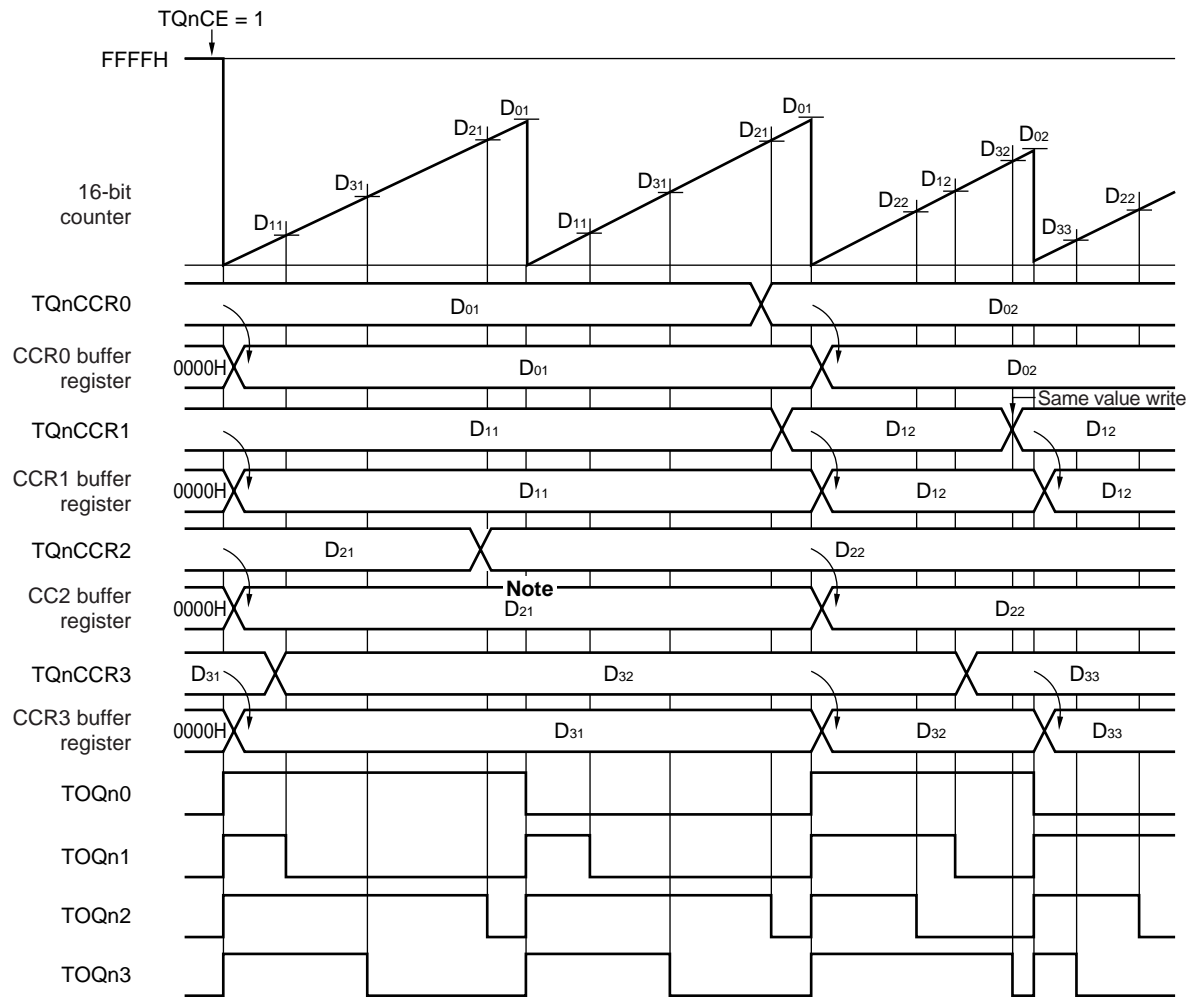 TQnCE = 1
FFFFH
D01
D01
D21
D21
D02
D32
D31
D31
D12
D22
D22
16-bit
counter
D11
D11
D33
TQnCCR0
D01
D02
CCR0 buffer
register
0000H
D01
D02
Same value write
TQnCCR1
D11
D12
D12
CCR1 buffer
register
0000H
D11
D12
D12
TQnCCR2
D21
D22
Note
CC2 buffer
register
0000H
D21
D22
TQnCCR3
D31
D32
D33
CCR3 buffer
register
0000H
D31
D32
D33
TOQn0
TOQn1
TOQn2
TOQn3